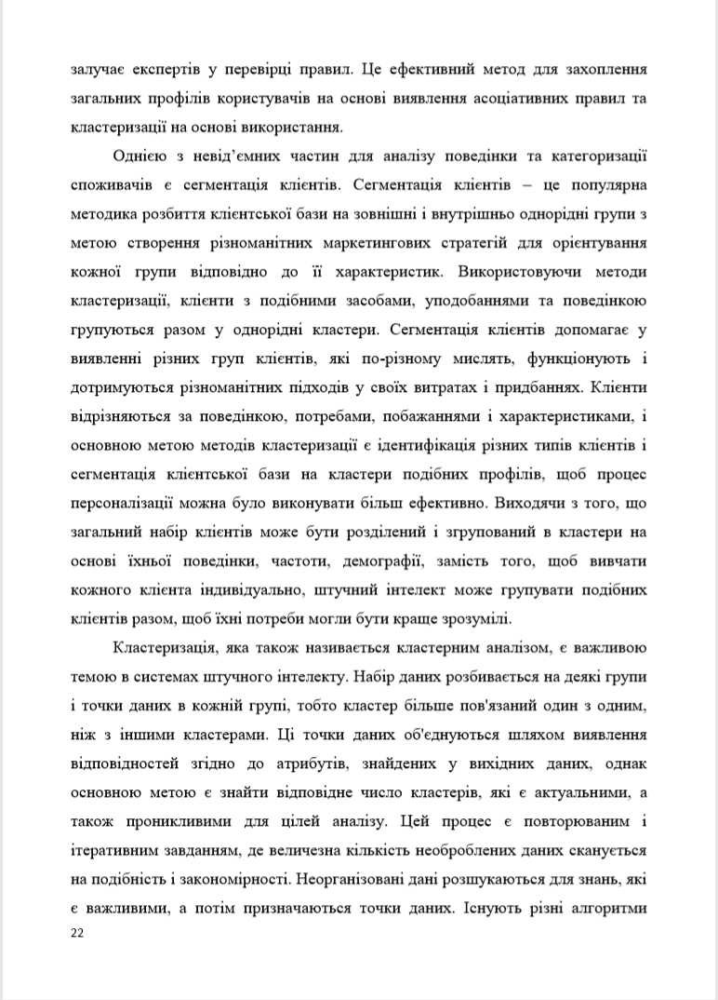 залучає експертів у перевірці правил. Це ефективний метод для захоплення
загальних профілів користувачів на основі виявлення асоціативних правил та
кластеризації на основі використання.
Однією з невід’ємних частин для аналізу поведінки та категоризації
споживачів є сегментація клієнтів. Сегментація клієнтів – це популярна
методика розбиття клієнтської бази на зовнішні і внутрішньо однорідні групи з
метою створення різноманітних маркетингових стратегій для орієнтування
кожної групи відповідно до її характеристик. Використовуючи методи
кластеризації, клієнти з подібними засобами, уподобаннями та поведінкою
групуються разом у однорідні кластери. Сегментація клієнтів допомагає у
виявленні різних груп клієнтів, які по-різному мислять, функціонують і
дотримуються різноманітних підходів у своїх витратах і придбаннях. Клієнти
відрізняються за поведінкою, потребами, побажаннями і характеристиками, і
основною метою методів кластеризації є ідентифікація різних типів клієнтів і
сегментація клієнтської бази на кластери подібних профілів, щоб процес
персоналізації можна було виконувати більш ефективно. Виходячи з того, що
загальний набір клієнтів може бути розділений і згрупований в кластери на
основі їхньої поведінки, частоти, демографії, замість того, щоб вивчати
кожного клієнта індивідуально, штучний інтелект може групувати подібних
клієнтів разом, щоб їхні потреби могли бути краще зрозумілі.
Кластеризація, яка також називається кластерним аналізом, є важливою
темою в системах штучного інтелекту. Набір даних розбивається на деякі групи
і точки даних в кожній групі, тобто кластер більше пов'язаний один з одним,
ніж з іншими кластерами. Ці точки даних об'єднуються шляхом виявлення
відповідностей згідно до атрибутів, знайдених у вихідних даних, однак
основною метою є знайти відповідне число кластерів, які є актуальними, а
також проникливими для цілей аналізу. Цей процес є повторюваним і
ітеративним завданням, де величезна кількість необроблених даних сканується
на подібність і закономірності. Неорганізовані дані розшукаються для знань, які
є важливими, а потім призначаються точки даних. Існують різні алгоритми
22